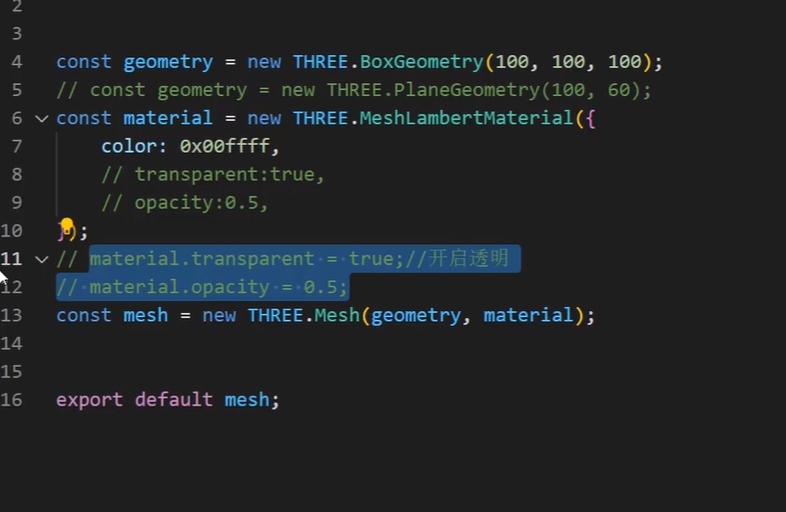 2
3
4 const geometry = new THREE.BoxGeometry(100, 100, 100);
5 // const geometry = new THREE.PlaneGeometry(100, 60);
6 const material = new THREE.MeshLambertMaterial({
7 color: 0x00ffff,
8 // transparent:true,
9 // opacity:0.5,
10 });
11 // material.transparent = true;//开启透明
12 // material.opacity = 0.5;
13 const mesh = new THREE.Mesh(geometry, material);
14
15
16 export default mesh;